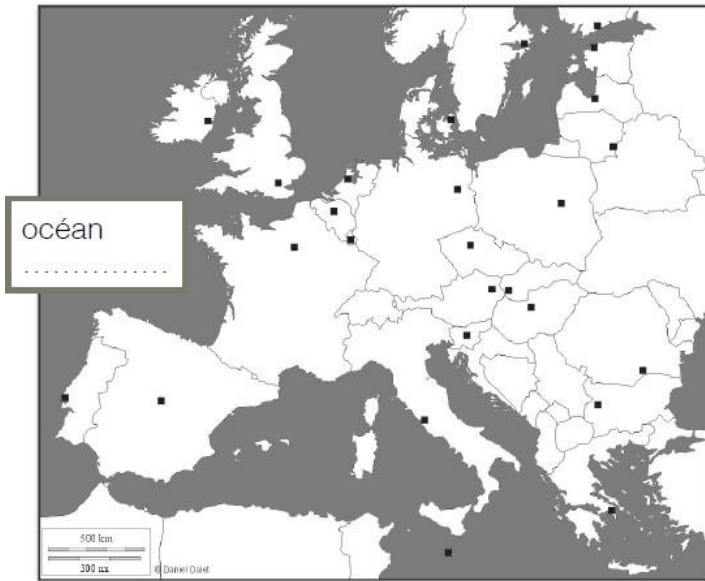 océan
...............
500 km
300 mi
© Daniel Dalet